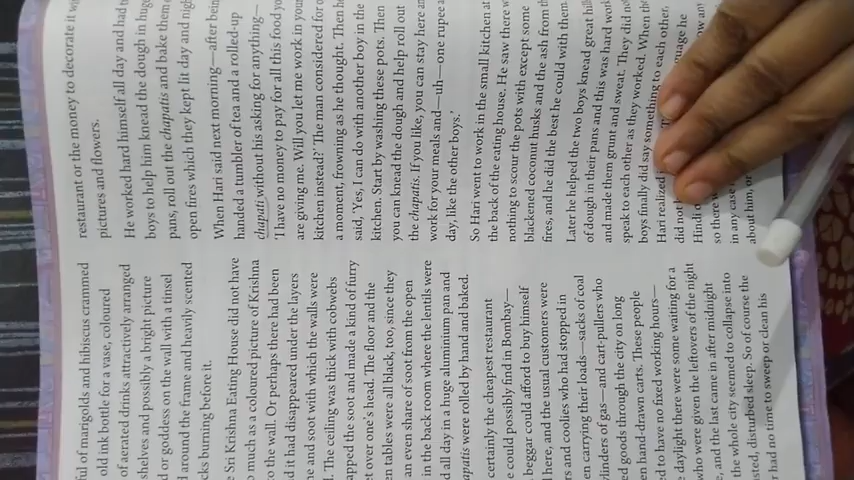 ful of marigolds and hibiscus crammed
old ink bottle for a vase, coloured
of aerated drinks attractively arranged
shelves and possibly a bright picture
or goddess on the wall with a tinsel
around the frame and heavily scented
cks burning before it.
Sri Krishna Eating House did not have
much as a coloured picture of Krishna
to the wall. Or perhaps there had been
d it had disappeared under the layers
me and soot with which the walls were
The ceiling was thick with cobwebs
apped the soot and made a kind of furry
et over one's head. The floor and the
en tables were all black, too, since they
an even share of soot from the open
in the back room where the lentils were
d all day in a huge aluminium pan and
apatis were rolled by hand and baked.
certainly the cheapest restaurant
e could possibly find in Bombay—
beggar could afford to buy himself
here, and the usual customers were
rs and coolies who had stopped in
en carrying their loads—sacks of coal
ylinders of gas—and cart-pullers who
ed goods through the city on long
en hand-drawn carts. These people
ed to have no fixed working hours—
e daylight there were some waiting for a
who were given the leftovers of the night
e, and the last came in after midnight
the whole city seemed to collapse into
sted, disturbed sleep. So of course the
r had no time to sweep or clean his
restaurant or the money to decorate it
pictures and flowers.
He worked hard himself all day and had
boys to help him knead the dough in
pans, roll out the chapatis and bake them
open fires which they kept lit day and
When Hari said next morning—after
handed a tumbler of tea and a rolled-up
chapati without his asking for anything—
'I have no money to pay for all this food
are giving me. Will you let me work in your
kitchen instead?' The man considered for
a moment, frowning as he thought. Then
said, 'Yes, I can do with another boy in the
kitchen. Start by washing these pots. Then
you can knead the dough and help roll out
the chapatis. If you like, you can stay here
work for your meals and—uh—one rupee
day, like the other boys.'
So Hari went to work in the small kitchen at
the back of the eating house. He saw there
nothing to scour the pots with except some
blackened coconut husks and the ash from
fires, and he did the best he could with them.
Later he helped the two boys knead great
of dough in their pans and this was hard
and made them grunt and sweat. They did
speak to each other as they worked. When
boys finally did say something to each other,
Hari realized
did not
Hindi
so there
in any case
about him, or